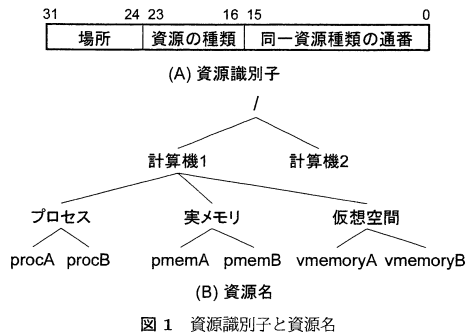 31 24 23 16 15 0
場所 資源の種類 同一資源種類の通番
(A) 資源識別子
/
計算機1 計算機2
プロセス 実メモリ 仮想空間
procA procB pmemA pmemB vmemoryA vmemoryB
(B) 資源名
図 1 資源識別子と資源名